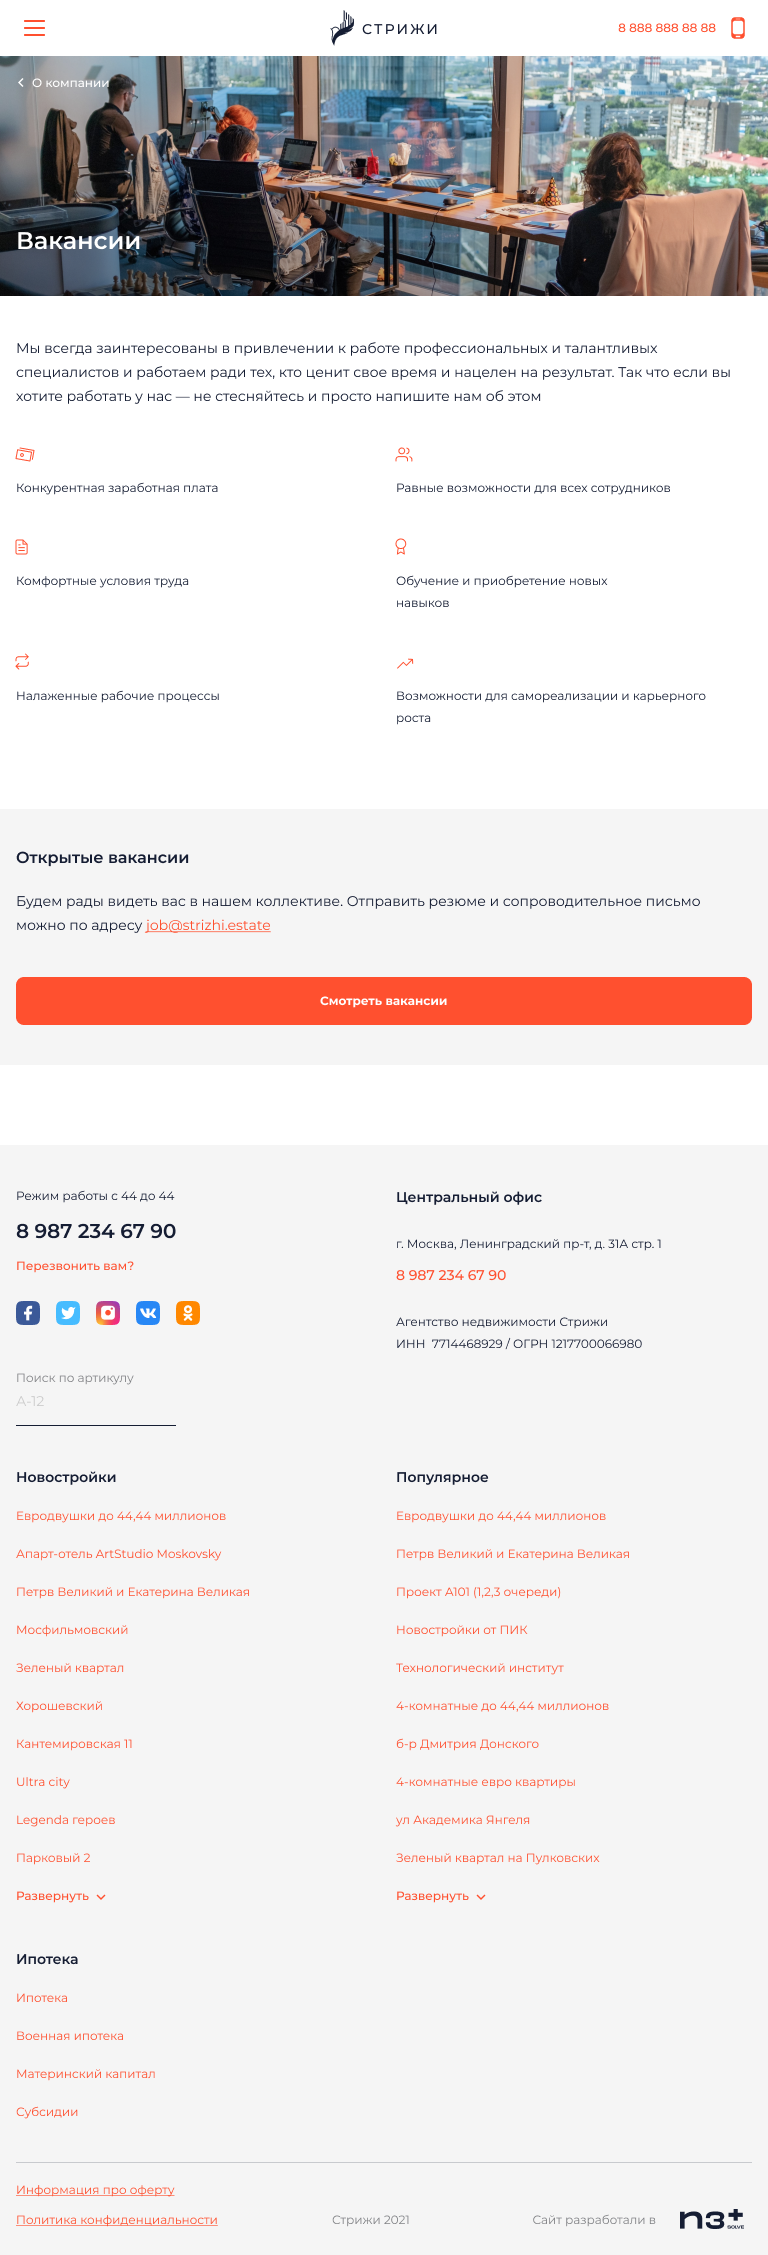 СТРИЖИ
8 888 888 88 88
О компании
Вакансии
Мы всегда заинтересованы в привлечении к работе профессиональных и талантливых
специалистов и работаем ради тех, кто ценит свое время и нацелен на результат. Так что если вы
хотите работать у нас — не стесняйтесь и просто напишите нам об этом
Конкурентная заработная плата
Равные возможности для всех сотрудников
Комфортные условия труда
Обучение и приобретение новых
навыков
Налаженные рабочие процессы
Возможности для самореализации и карьерного
роста
Открытые вакансии
Будем рады видеть вас в нашем коллективе. Отправить резюме и сопроводительное письмо
можно по адресу job@strizhi.estate
Смотреть вакансии
Режим работы с 44 до 44
8 987 234 67 90
Перезвонить вам?
Поиск по артикулу
А-12
Центральный офис
г. Москва, Ленинградский пр-т, д. 31А стр. 1
8 987 234 67 90
Агентство недвижимости Стрижи
ИНН 7714468929 / ОГРН 1217700066980
Новостройки
Евродвушки до 44,44 миллионов
Апарт-отель ArtStudio Moskovsky
Петрв Великий и Екатерина Великая
Мосфильмовский
Зеленый квартал
Хорошевский
Кантемировская 11
Ultra city
Legenda героев
Парковый 2
Развернуть
Популярное
Евродвушки до 44,44 миллионов
Петрв Великий и Екатерина Великая
Проект А101 (1,2,3 очереди)
Новостройки от ПИК
Технологический институт
4-комнатные до 44,44 миллионов
б-р Дмитрия Донского
4-комнатные евро квартиры
ул Академика Янгеля
Зеленый квартал на Пулковских
Развернуть
Ипотека
Ипотека
Военная ипотека
Материнский капитал
Субсидии
Информация про оферту
Политика конфиденциальности
Стрижи 2021
Сайт разработали в
n3+
SOLVE